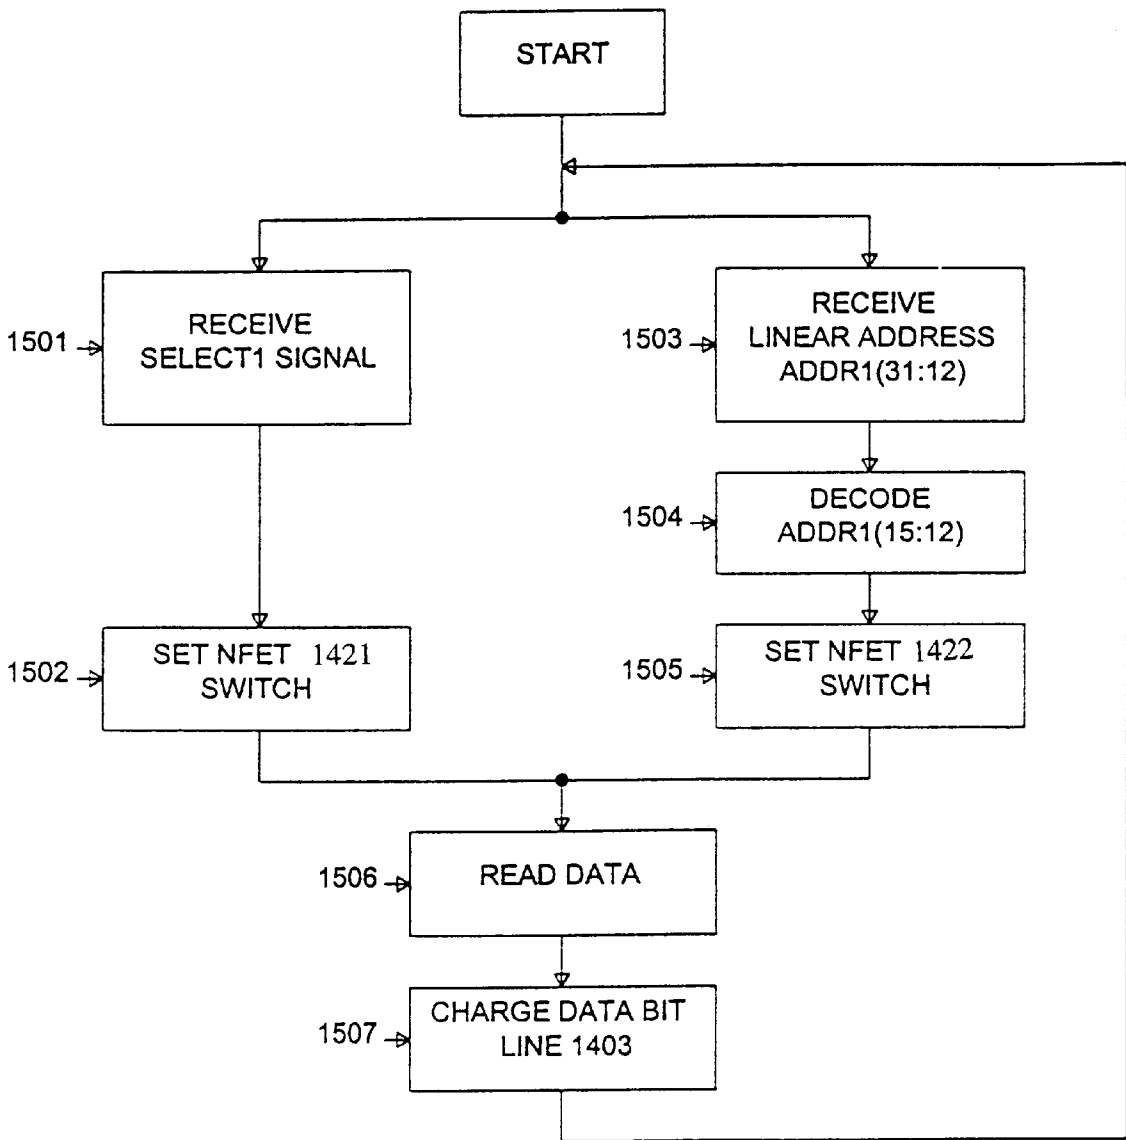 START
1501
RECEIVE
SELECT1 SIGNAL
1503
RECEIVE
LINEAR ADDRESS
ADDR1(31:12)
1504
DECODE
ADDR1(15:12)
1502
SET NFET 1421
SWITCH
1505
SET NFET 1422
SWITCH
1506
READ DATA
1507
CHARGE DATA BIT
LINE 1403